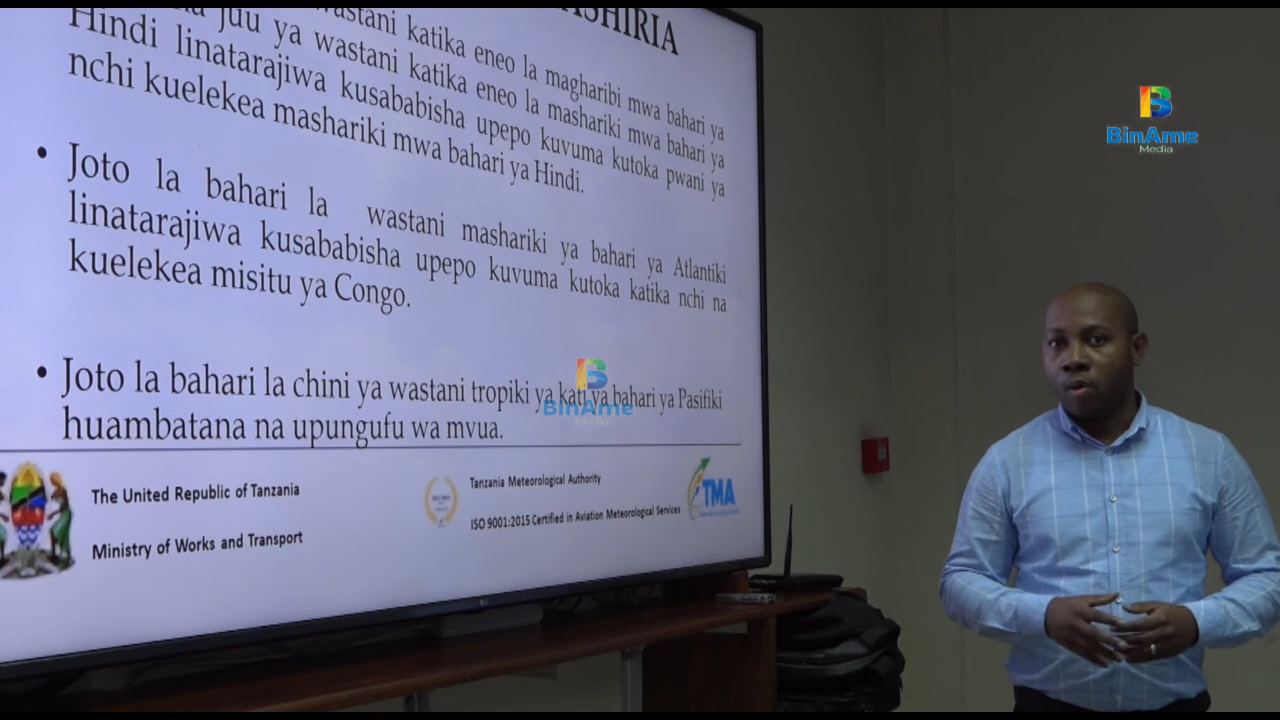 ASHIRIA
wastani katika eneo la magharibi mwa bahari ya
juu ya wastani katika eneo la mashariki mwa bahari ya
Hindi linatarajiwa kusababisha upepo kuvuma kutoka pwani ya
nchi kuelekea mashariki mwa bahari ya Hindi.
• Joto la bahari la wastani mashariki ya bahari ya Atlantiki
linatarajiwa kusababisha upepo kuvuma kutoka katika nchi na
kuelekea misitu ya Congo.
• Joto la bahari la chini ya wastani tropiki ya kati ya bahari ya Pasifiki
huambatana na upungufu wa mvua.
The United Republic of Tanzania
Ministry of Works and Transport
Tanzania Meteorological Authority
ISO 9001:2015 Certified in Aviation Meteorological Services
TMA
BinAme
Media
BinAme
Media